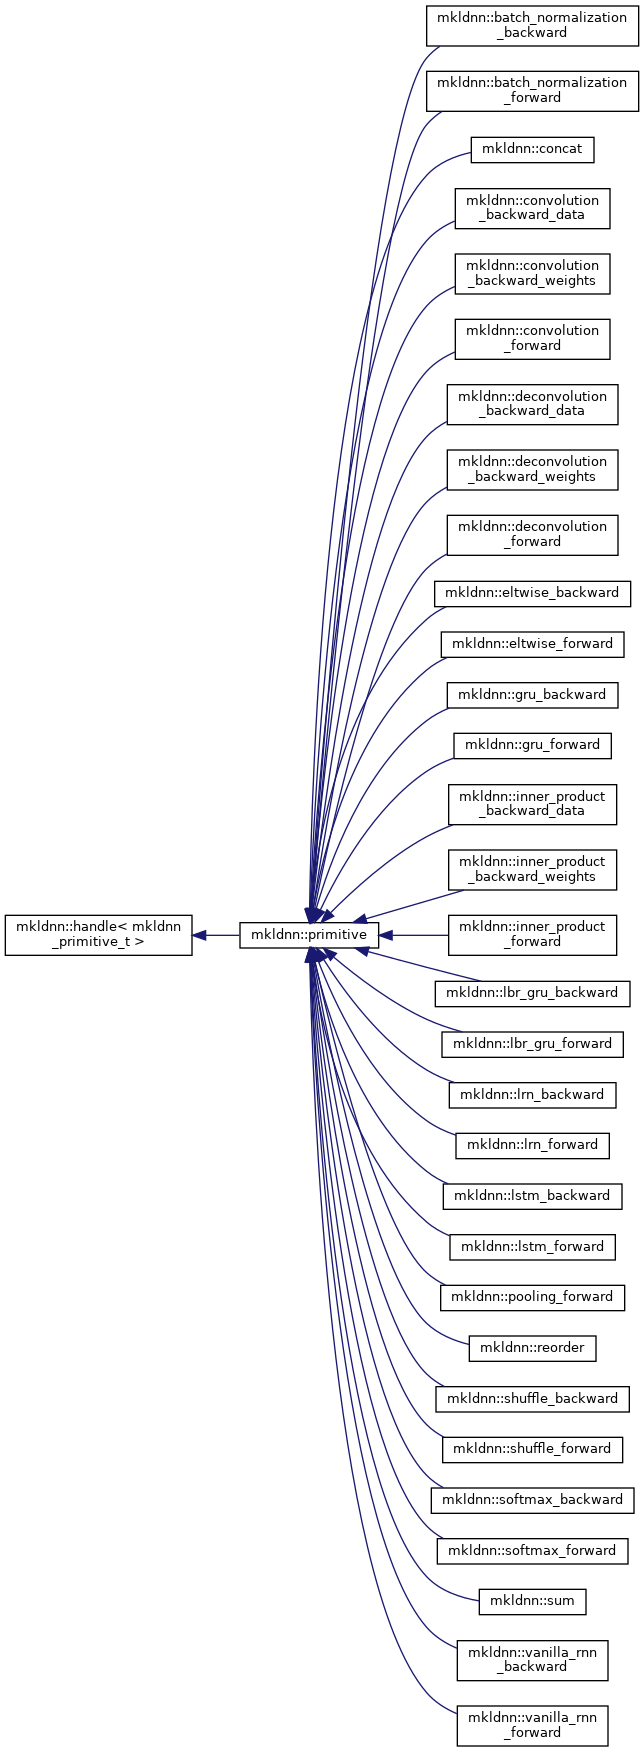 mkldnn::batch_normalization
_backward
mkldnn::batch_normalization
_forward
mkldnn::concat
mkldnn::convolution
_backward_data
mkldnn::convolution
_backward_weights
mkldnn::convolution
_forward
mkldnn::deconvolution
_backward_data
mkldnn::deconvolution
_backward_weights
mkldnn::deconvolution
_forward
mkldnn::eltwise_backward
mkldnn::eltwise_forward
mkldnn::gru_backward
mkldnn::gru_forward
mkldnn::inner_product
_backward_data
mkldnn::inner_product
_backward_weights
mkldnn::handle< mkldnn
_primitive_t >
mkldnn::primitive
mkldnn::inner_product
_forward
mkldnn::lbr_gru_backward
mkldnn::lbr_gru_forward
mkldnn::lrn_backward
mkldnn::lrn_forward
mkldnn::lstm_backward
mkldnn::lstm_forward
mkldnn::pooling_forward
mkldnn::reorder
mkldnn::shuffle_backward
mkldnn::shuffle_forward
mkldnn::softmax_backward
mkldnn::softmax_forward
mkldnn::sum
mkldnn::vanilla_rnn
_backward
mkldnn::vanilla_rnn
_forward